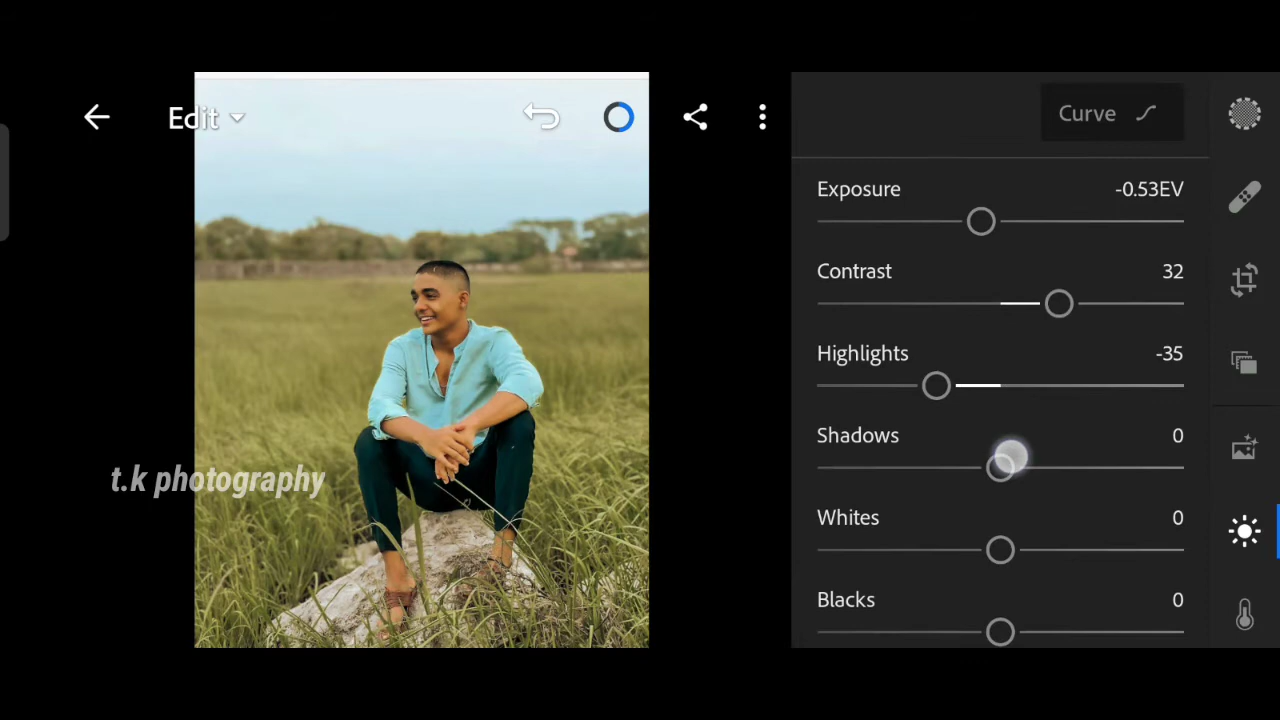 Edit
Curve
Exposure -0.53EV
Contrast 32
Highlights -35
Shadows 0
t.k photography
Whites 0
Blacks 0